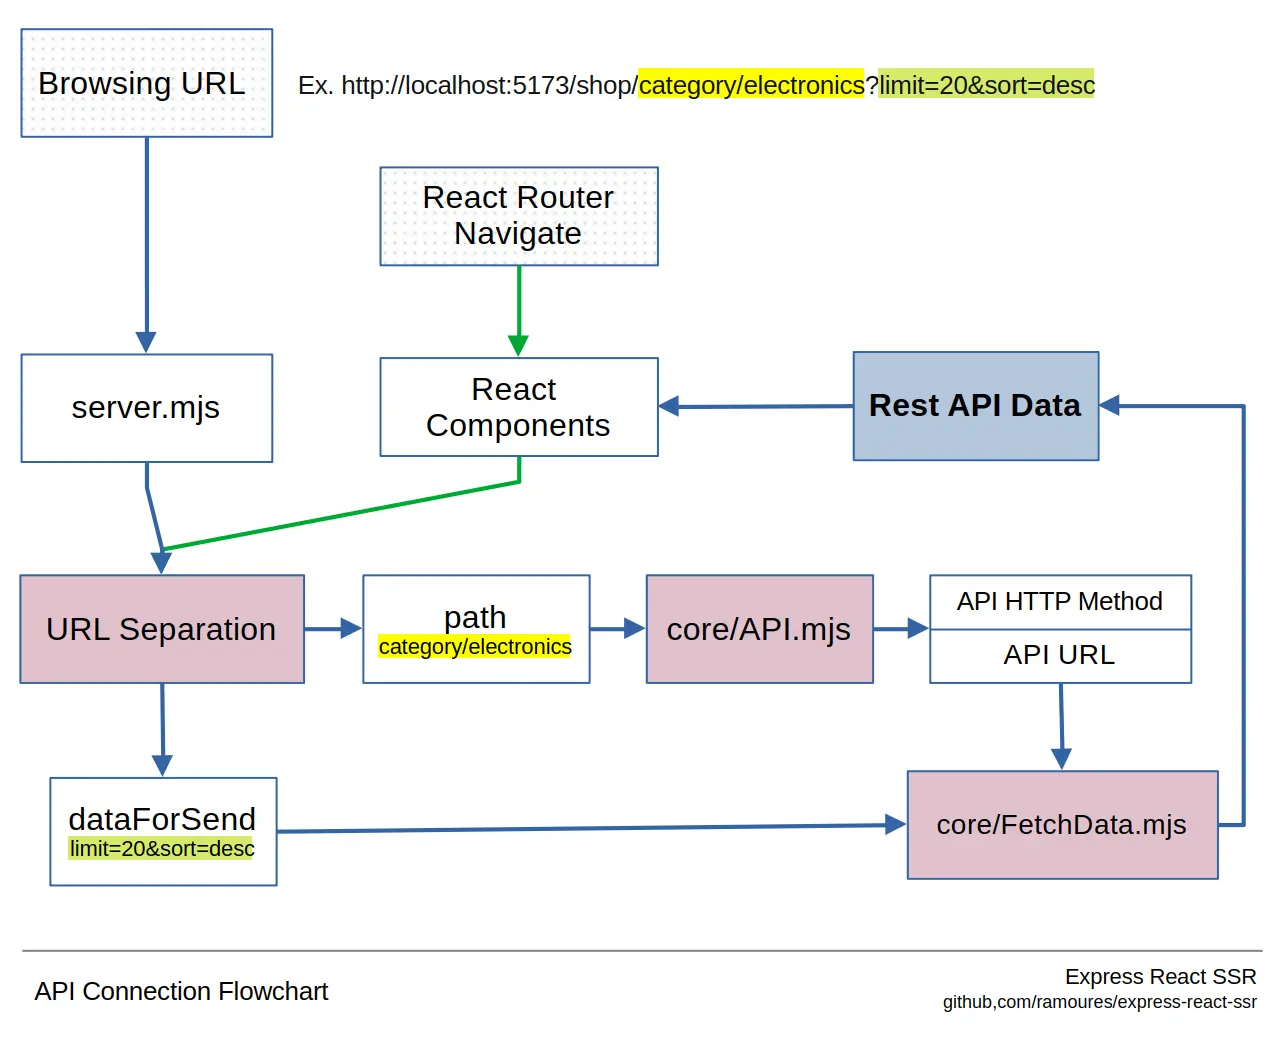 Browsing URL
Ex. http://localhost:5173/shop/category/electronics?limit=20&sort=desc
React Router
Navigate
server.mjs
React
Components
Rest API Data
URL Separation
path
category/electronics
core/API.mjs
API HTTP Method
API URL
dataForSend
limit=20&sort=desc
core/FetchData.mjs
API Connection Flowchart
Express React SSR
github,com/ramoures/express-react-ssr